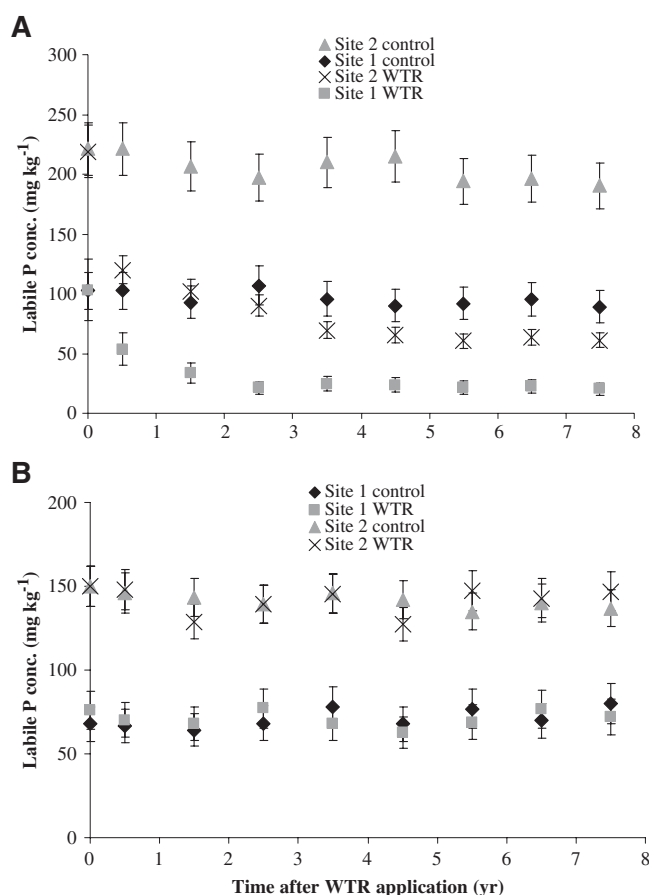 A
Site 2 control
Site 1 control
Site 2 WTR
Site 1 WTR
Labile P conc. (mg kg⁻¹)
300
250
200
150
100
50
0
0 1 2 3 4 5 6 7 8
B
Site 1 control
Site 1 WTR
Site 2 control
Site 2 WTR
Labile P conc. (mg kg⁻¹)
200
150
100
50
0
0 1 2 3 4 5 6 7 8
Time after WTR application (yr)